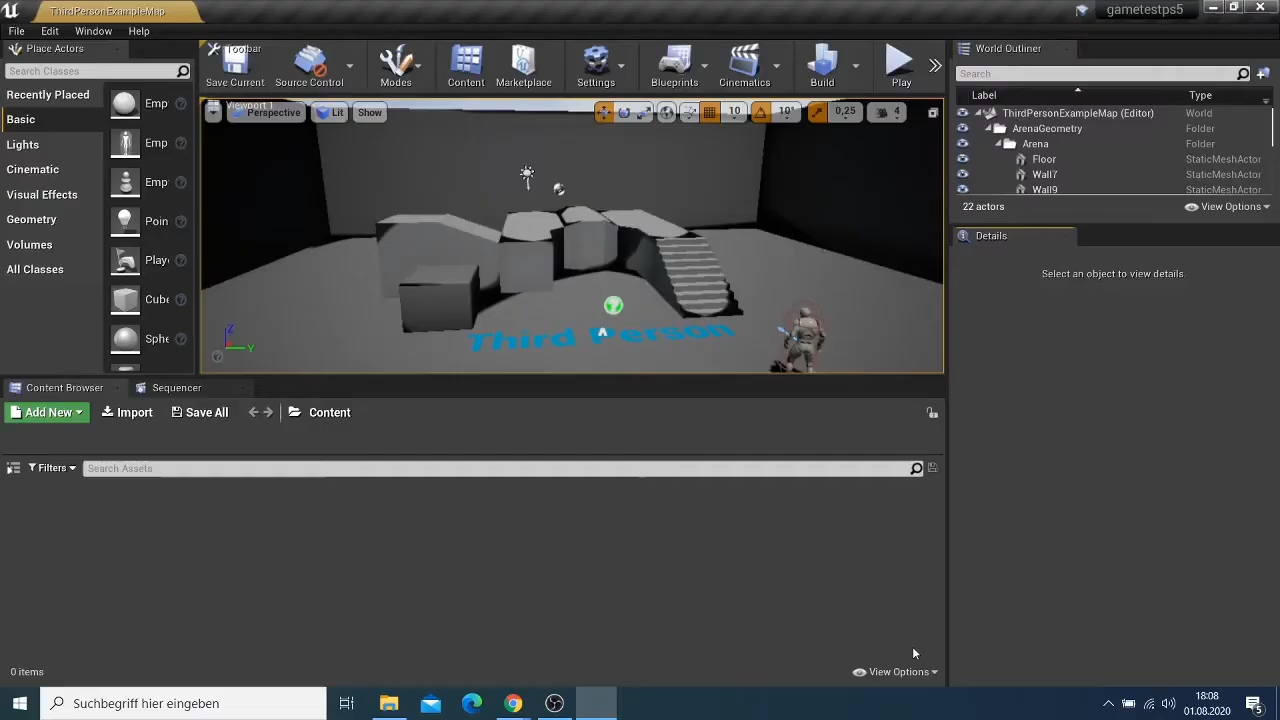 ThirdPersonExampleMap
gametestps5
File Edit Window Help
Place Actors
Search Classes
Recently Placed
Basic
Lights
Cinematic
Visual Effects
Geometry
Volumes
All Classes
Emp
Emp
Emp
Poin
Playe
Cube
Sphe
Toolbar
Save Current
Source Control
Modes
Content
Marketplace
Settings
Blueprints
Cinematics
Build
Play
Viewport 1
Perspective
Lit
Show
10
10°
0,25
4
Third Person
Z
Y
World Outliner
Search
Label Type
ThirdPersonExampleMap (Editor) World
ArenaGeometry Folder
Arena Folder
Floor StaticMeshActor
Wall7 StaticMeshActor
Wall9 StaticMeshActor
22 actors
View Options
Details
Select an object to view details.
Content Browser
Sequencer
Add New
Import
Save All
Content
Filters
Search Assets
0 items
View Options
Suchbegriff hier eingeben
18:08
01.08.2020
5